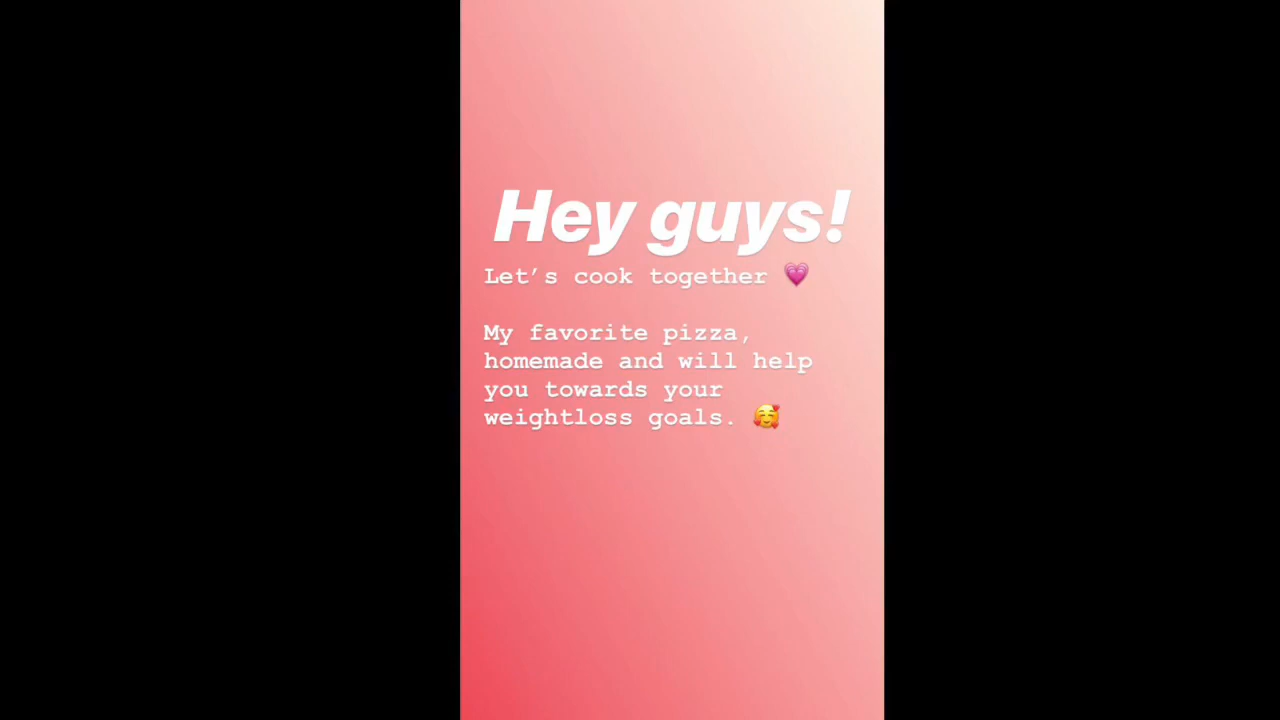 Hey guys!
Let’s cook together 💗
My favorite pizza,
homemade and will help
you towards your
weightloss goals. 🥰